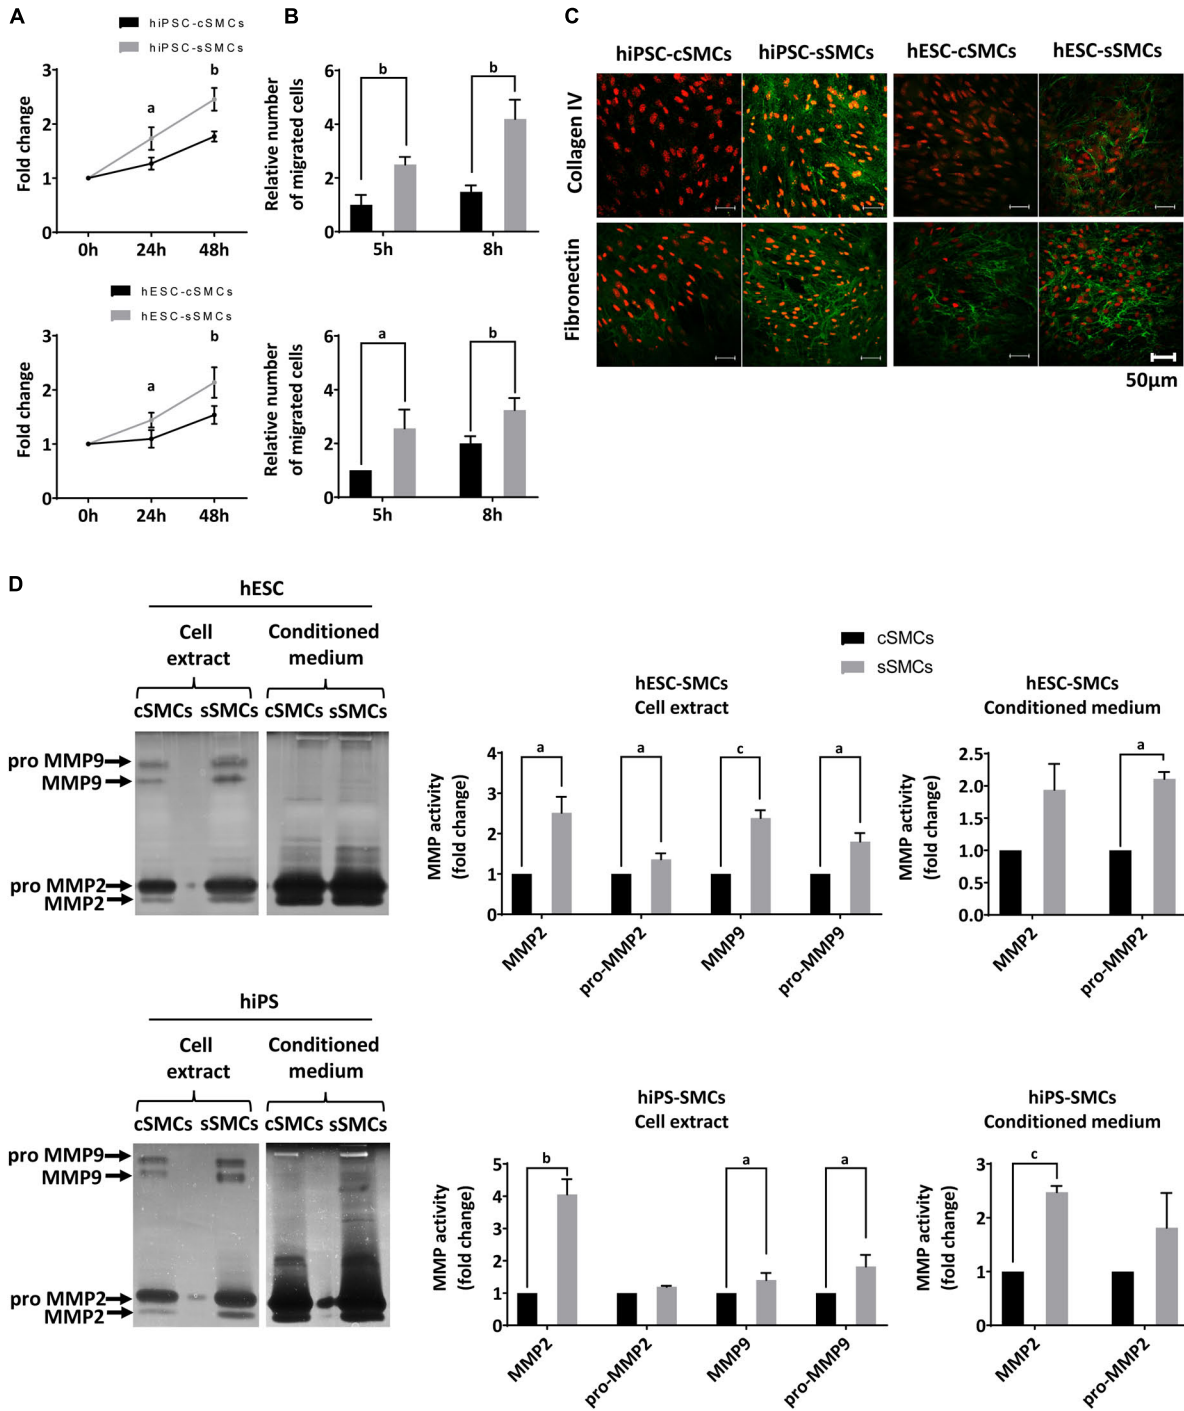 A
hiPSC-cSMCs
hiPSC-sSMCs
Fold change
3
2
1
0
0h 24h 48h
a
b
hESC-cSMCs
hESC-sSMCs
Fold change
3
2
1
0
0h 24h 48h
a
b
B
Relative number
of migrated cells
6
4
2
0
5h 8h
b
b
Relative number
of migrated cells
6
4
2
0
5h 8h
a
b
C
hiPSC-cSMCs hiPSC-sSMCs hESC-cSMCs hESC-sSMCs
Collagen IV
Fibronectin
50µm
D
hESC
Cell
extract
Conditioned
medium
cSMCs sSMCs cSMCs sSMCs
pro MMP9
MMP9
pro MMP2
MMP2
cSMCs
sSMCs
hESC-SMCs
Cell extract
MMP activity
(fold change)
4
3
2
1
0
a
a
c
a
MMP2 pro-MMP2 MMP9 pro-MMP9
hESC-SMCs
Conditioned medium
MMP activity
(fold change)
2.5
2.0
1.5
1.0
0.5
0.0
a
MMP2 pro-MMP2
hiPS
Cell
extract
Conditioned
medium
cSMCs sSMCs cSMCs sSMCs
pro MMP9
MMP9
pro MMP2
MMP2
hiPS-SMCs
Cell extract
MMP activity
(fold change)
5
4
3
2
1
0
b
a
a
MMP2 pro-MMP2 MMP9 pro-MMP9
hiPS-SMCs
Conditioned medium
MMP activity
(fold change)
3
2
1
0
c
MMP2 pro-MMP2